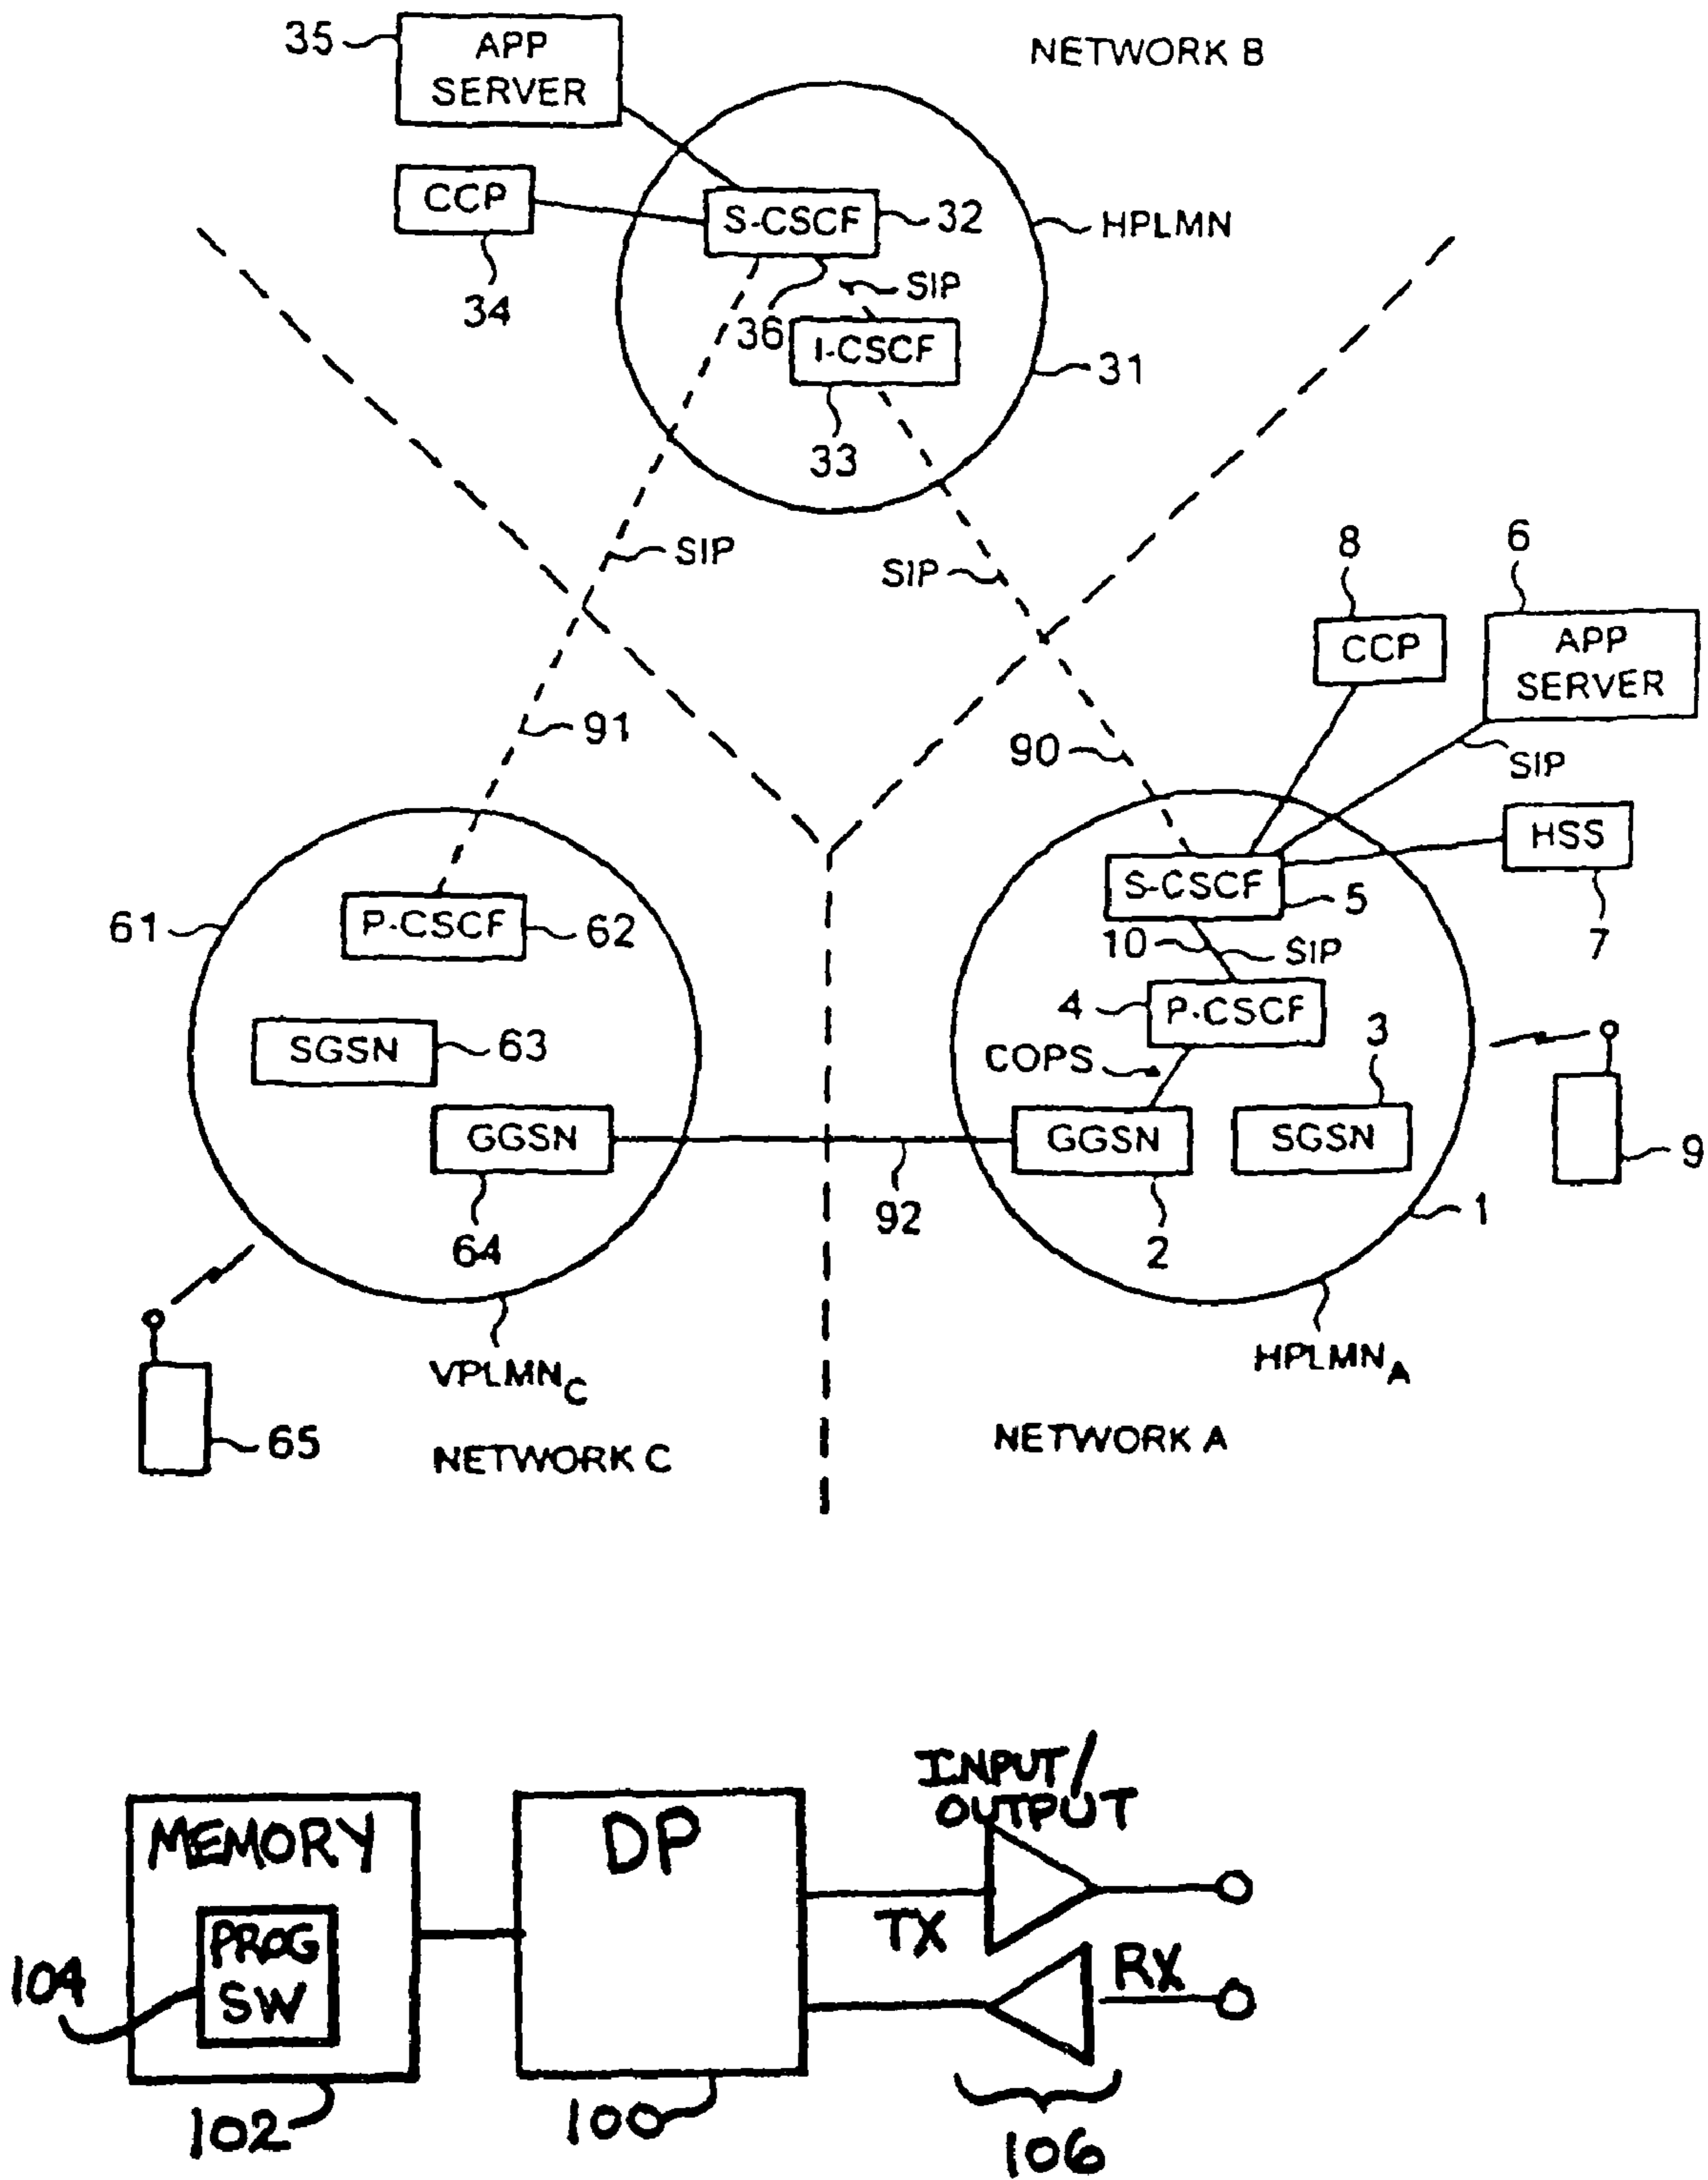 35
APP
SERVER
NETWORK B
CCP
34
S-CSCF
32
HPLMN
SIP
36
I-CSCF
33
31
SIP
SIP
8
6
CCP
APP
SERVER
91
90
SIP
HSS
7
S-CSCF
5
61
P-CSCF
62
10
SIP
4
P-CSCF
3
SGSN
63
COPS
GGSN
64
GGSN
2
SGSN
92
9
1
VPLMNC
HPLMNA
65
NETWORK C
NETWORK A
INPUT/
OUTPUT
MEMORY
DP
PROG
SW
TX
RX
104
102
100
106